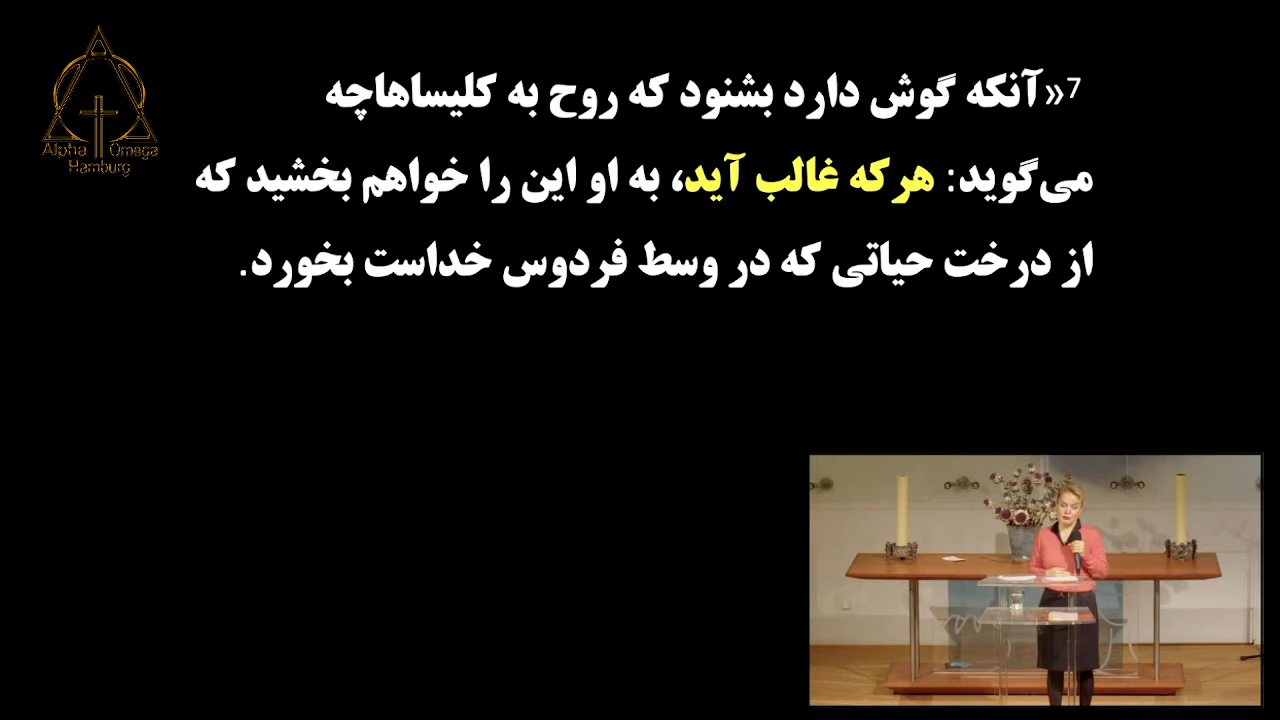 Alpha Omega
Hamburg
7«آنکه گوش دارد بشنود که روح به کلیساهاچه
می‌گوید: هرکه غالب آید، به او این را خواهم بخشید که
از درخت حیاتی که در وسط فردوس خداست بخورد.